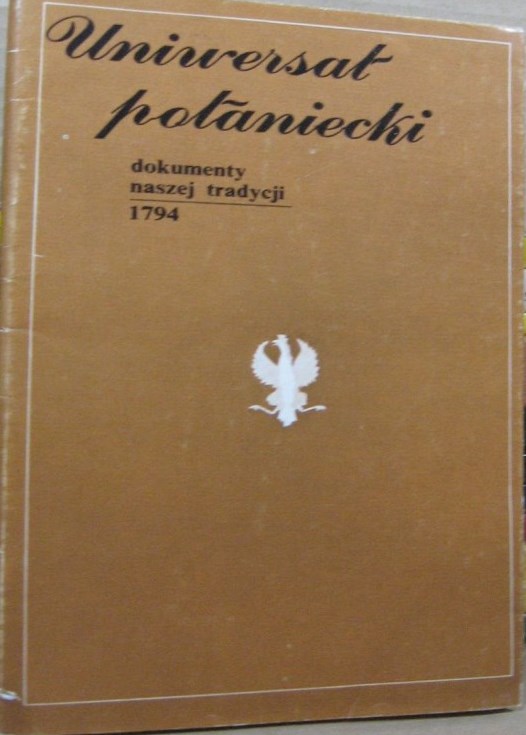 Uniwersał
połaniecki
dokumenty
naszej tradycji
1794